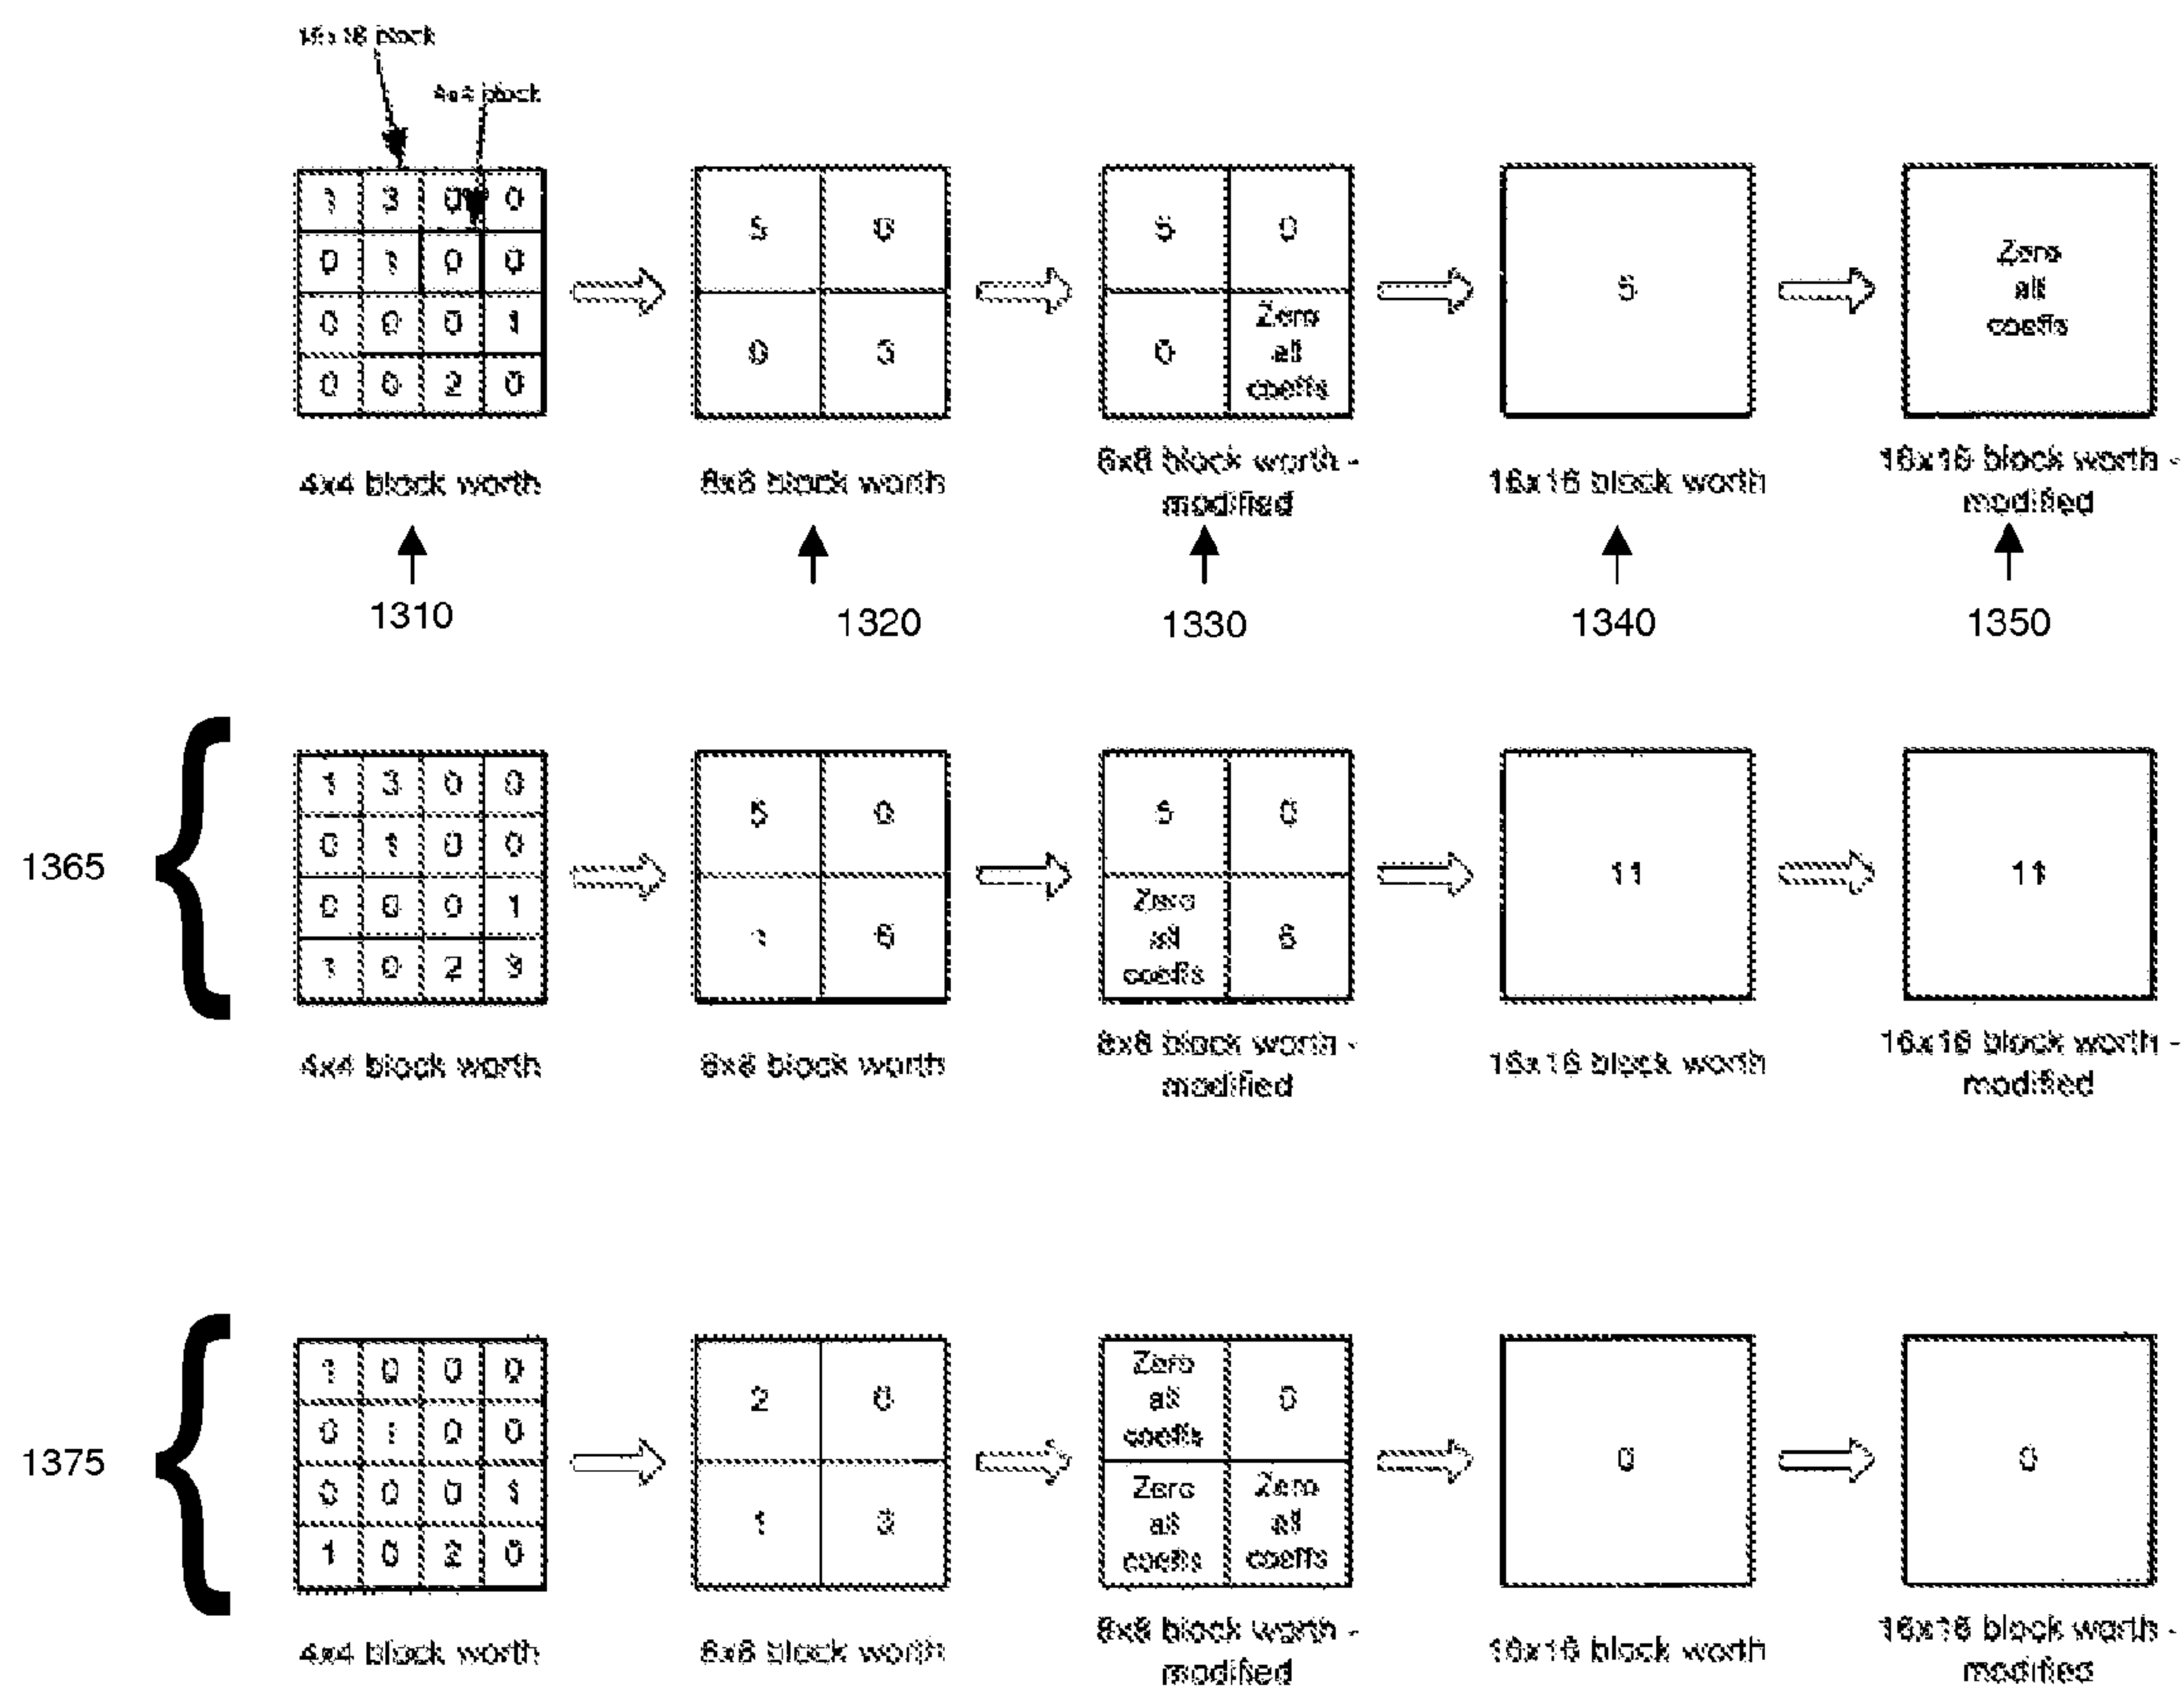 16x16 block
4x4 block
1 3 0 0
0 1 0 0
0 0 0 1
0 0 2 0
5 0
0 3
5 0
0 Zero
all
coeffs
5
Zero
all
coeffs
4x4 block worth
8x8 block worth
8x8 block worth -
modified
16x16 block worth
16x16 block worth -
modified
1310
1320
1330
1340
1350
1365
1 3 0 0
0 1 0 0
0 0 0 1
1 0 2 3
5 0
1 6
5 0
Zero
all
coeffs
6
11
11
4x4 block worth
8x8 block worth
8x8 block worth -
modified
16x16 block worth
16x16 block worth -
modified
1375
1 0 0 0
0 1 0 0
0 0 0 1
1 0 2 0
2 0
1 3
Zero
all
coeffs
0
Zero
all
coeffs
Zero
all
coeffs
0
0
4x4 block worth
8x8 block worth
8x8 block worth -
modified
16x16 block worth
16x16 block worth -
modified